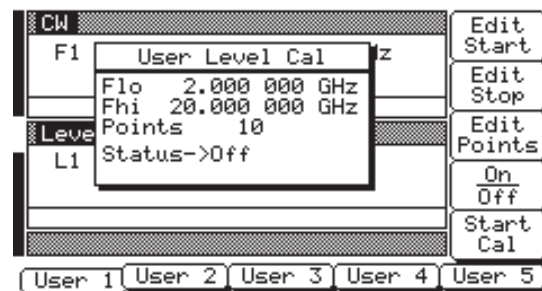 CW
F1
z
User Level Cal
Flo 2.000 000 GHz
Fhi 20.000 000 GHz
Points 10
Status->Off
Leve
L1
Edit
Start
Edit
Stop
Edit
Points
On
Off
Start
Cal
User 1
User 2
User 3
User 4
User 5